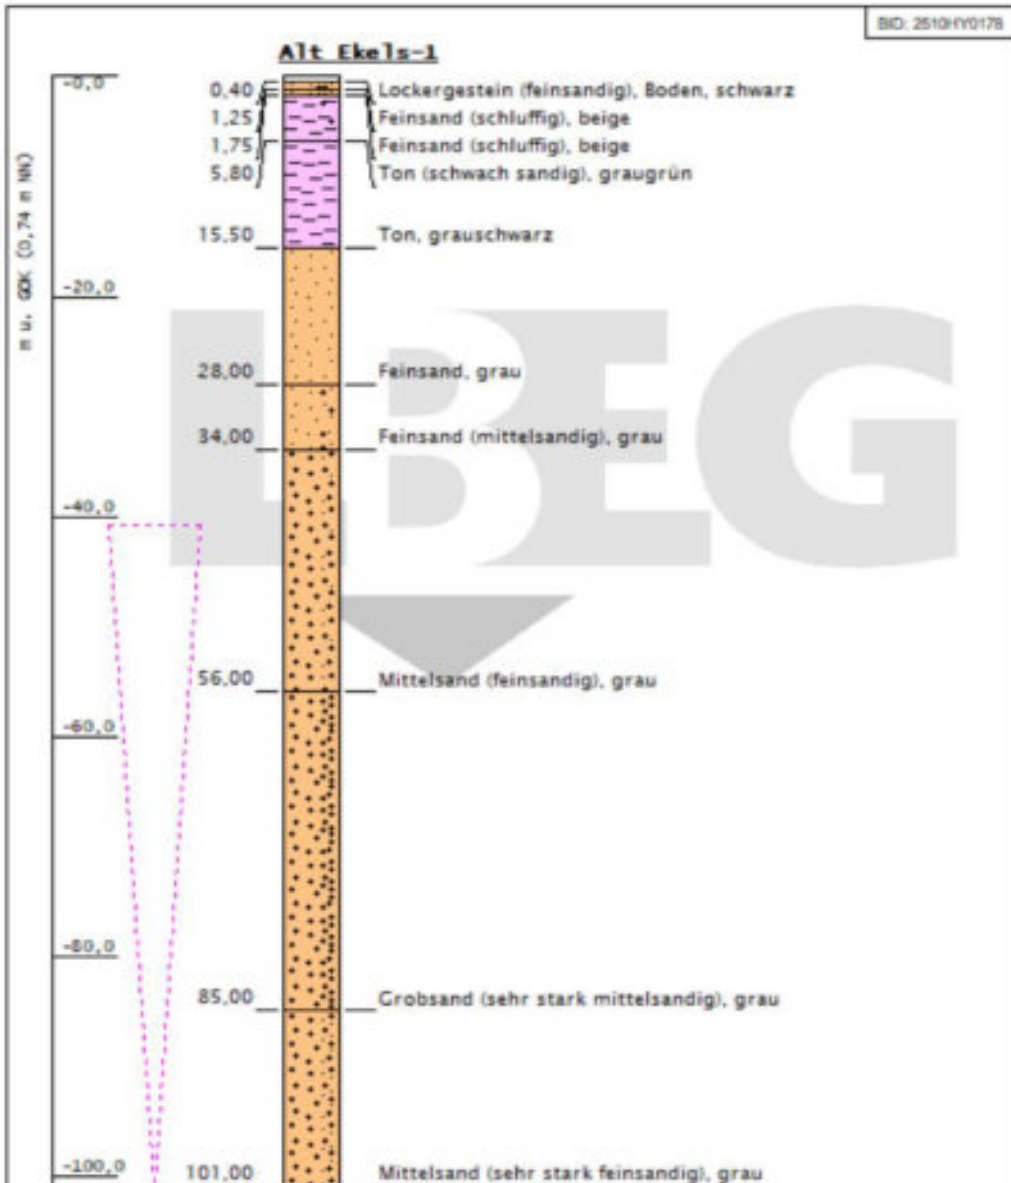 BID: 2510HY0178
Alt Ekels-1
m u. GOK (0,74 m NN)
-0,0
0,40 Lockergestein (feinsandig), Boden, schwarz
1,25 Feinsand (schluffig), beige
1,75 Feinsand (schluffig), beige
5,80 Ton (schwach sandig), graugrün
15,50 Ton, grauschwarz
-20,0
28,00 Feinsand, grau
34,00 Feinsand (mittelsandig), grau
LBEG
-40,0
56,00 Mittelsand (feinsandig), grau
-60,0
-80,0
85,00 Grobsand (sehr stark mittelsandig), grau
-100,0
101,00 Mittelsand (sehr stark feinsandig), grau